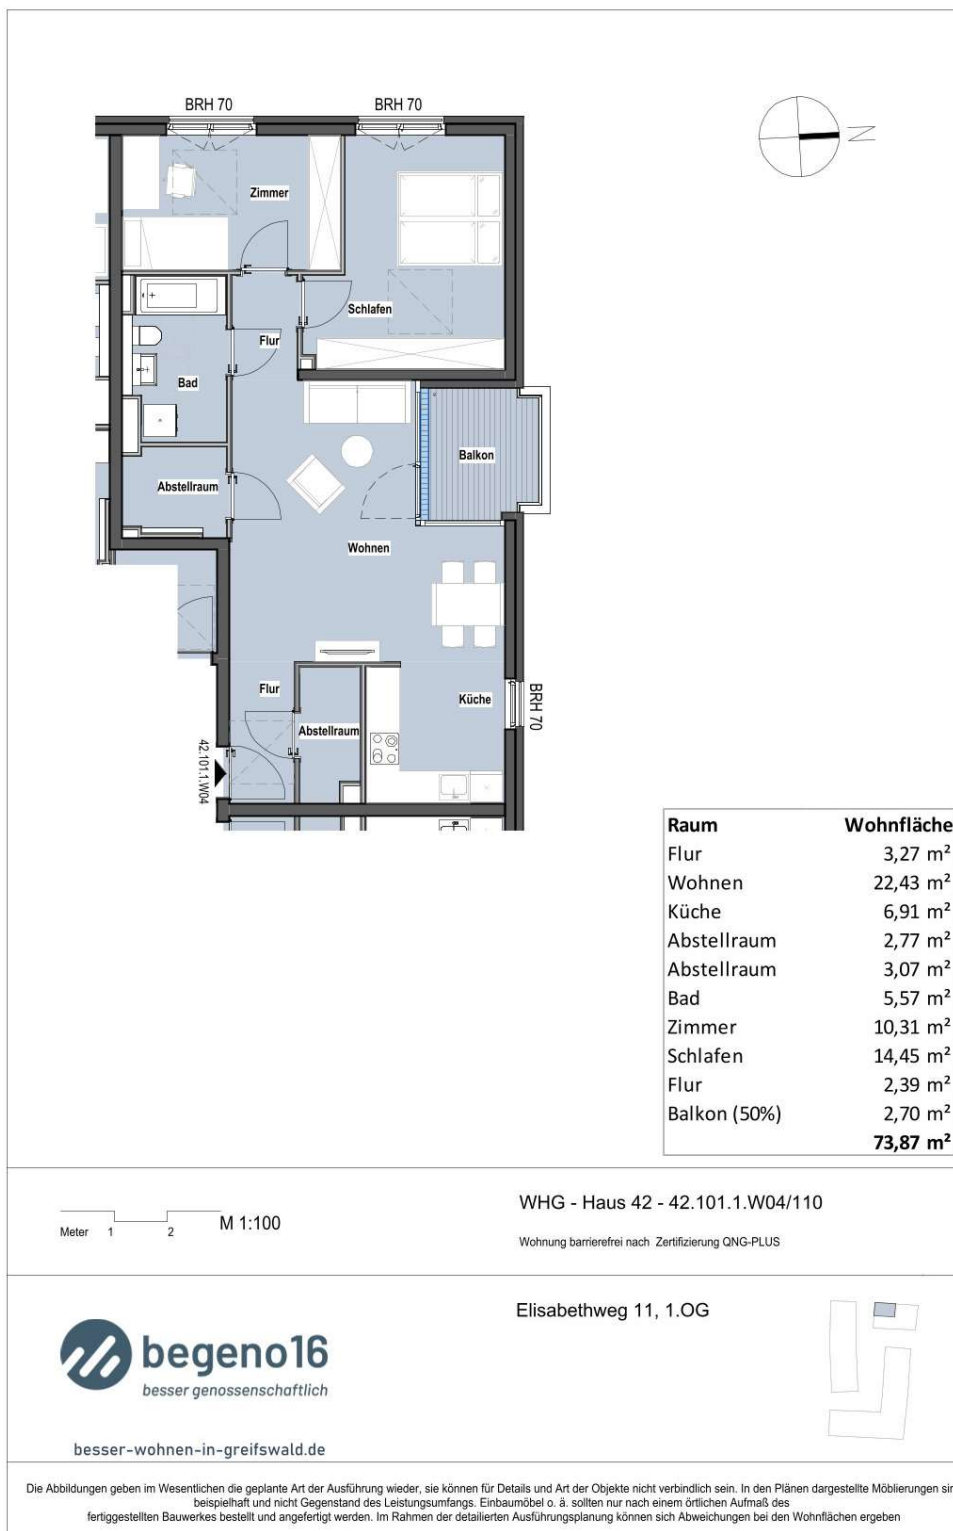 BRH 70 BRH 70
N
Zimmer
Schlafen
Flur
Bad
Balkon
Abstellraum
Wohnen
Flur
Küche
BRH 70
Abstellraum
42.101.1.W04
Raum Wohnfläche
Flur 3,27 m²
Wohnen 22,43 m²
Küche 6,91 m²
Abstellraum 2,77 m²
Abstellraum 3,07 m²
Bad 5,57 m²
Zimmer 10,31 m²
Schlafen 14,45 m²
Flur 2,39 m²
Balkon (50%) 2,70 m²
73,87 m²
WHG - Haus 42 - 42.101.1.W04/110
Meter 1 2 M 1:100
Wohnung barrierefrei nach Zertifizierung QNG-PLUS
Elisabethweg 11, 1.OG
begeno16
besser genossenschaftlich
besser-wohnen-in-greifswald.de
Die Abbildungen geben im Wesentlichen die geplante Art der Ausführung wieder, sie können für Details und Art der Objekte nicht verbindlich sein. In den Plänen dargestellte Möblierungen sin
beispielhaft und nicht Gegenstand des Leistungsumfangs. Einbaumöbel o. ä. sollten nur nach einem örtlichen Aufmaß des
fertiggestellten Bauwerkes bestellt und angefertigt werden. Im Rahmen der detailierten Ausführungsplanung können sich Abweichungen bei den Wohnflächen ergeben